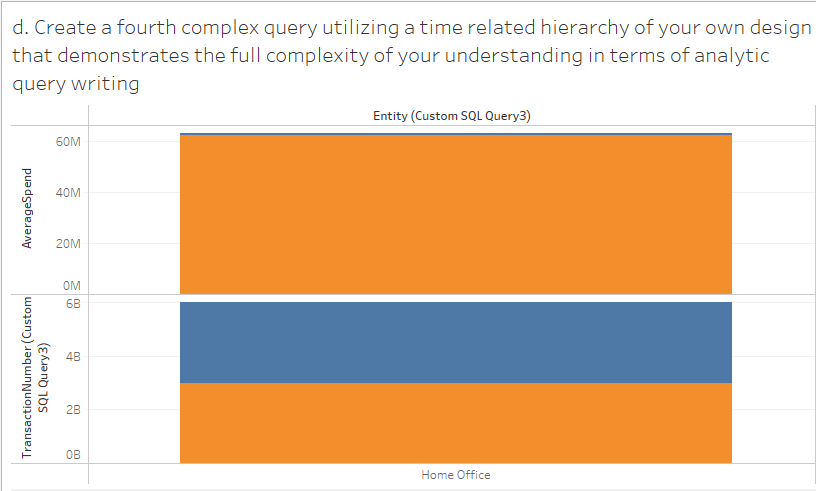 d. Create a fourth complex query utilizing a time related hierarchy of your own design
that demonstrates the full complexity of your understanding in terms of analytic
query writing
Entity (Custom SQL Query3)
AverageSpend
60M
40M
20M
0M
TransactionNumber (Custom
SQL Query3)
6B
4B
2B
0B
Home Office